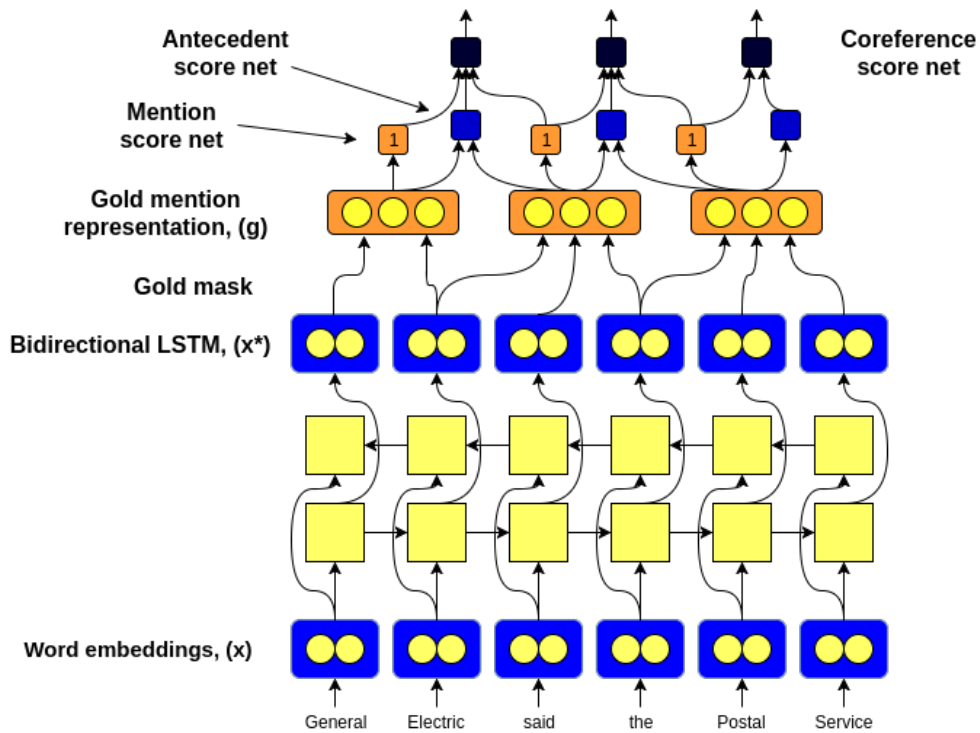 Antecedent
score net
Coreference
score net
Mention
score net
1
1
1
Gold mention
representation, (g)
Gold mask
Bidirectional LSTM, (x*)
Word embeddings, (x)
General
Electric
said
the
Postal
Service